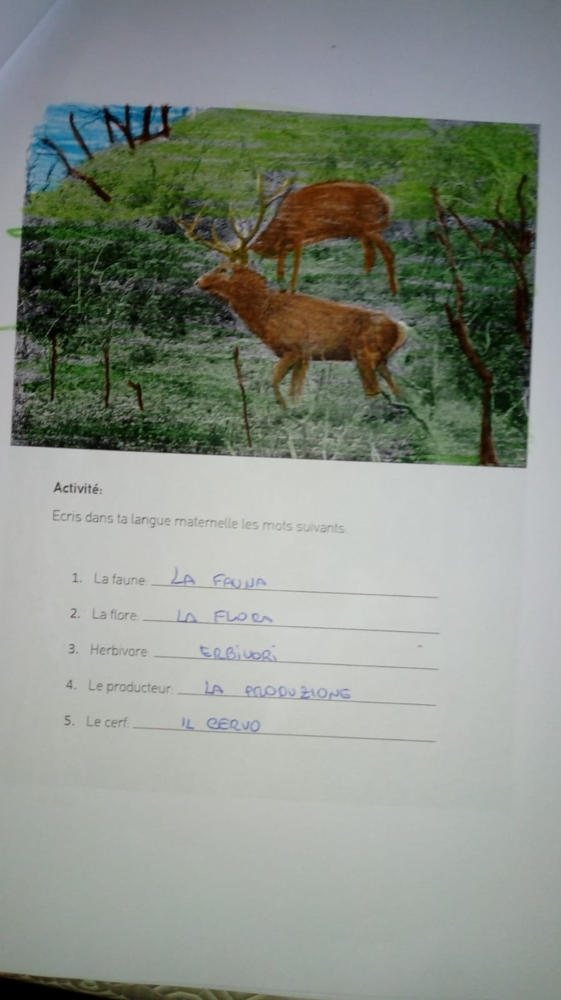 Activité:
Ecris dans ta langue maternelle les mots suivants:
1. La faune: LA FAUNA
2. La flore: LA FLORA
3. Herbivore: ERBiVORi
4. Le producteur: LA PRODUZIONE
5. Le cerf: IL CERVO